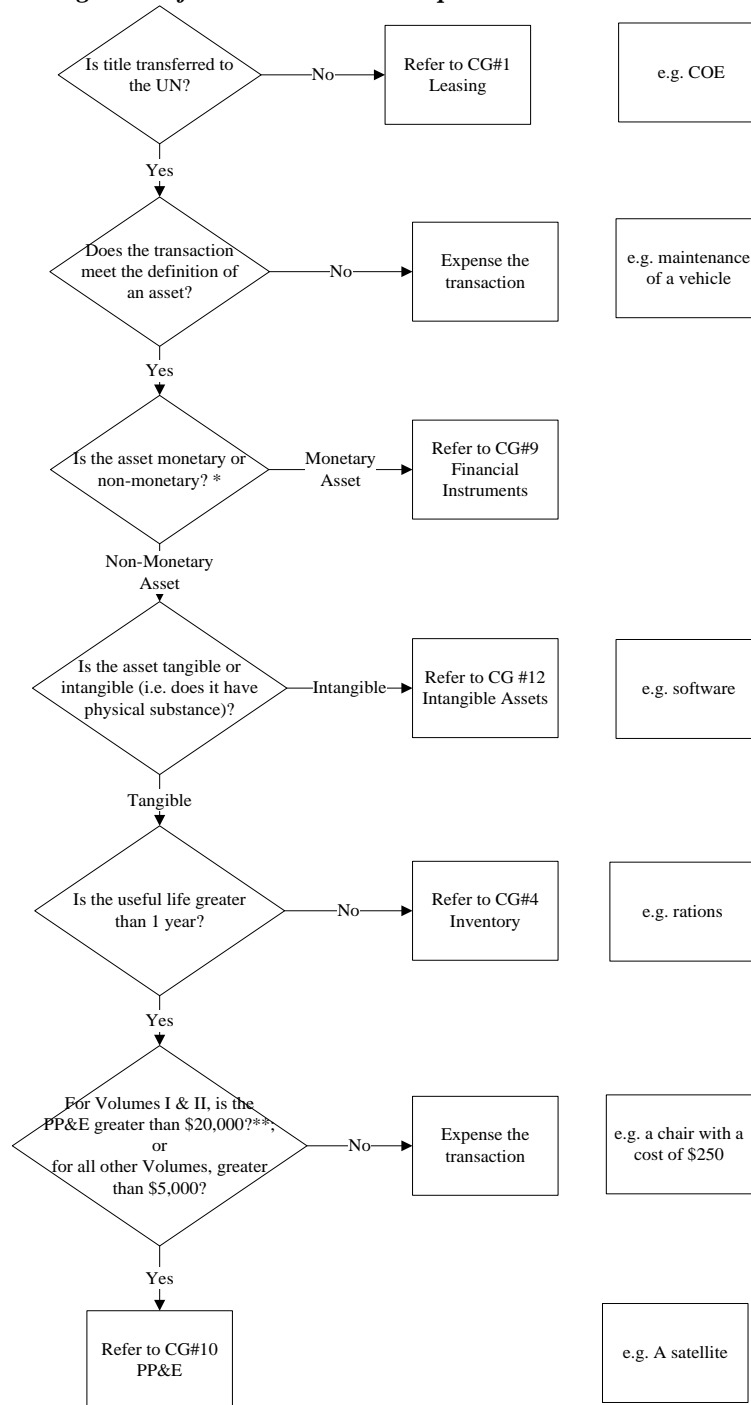 Is title transferred to
the UN?
No
Refer to CG#1
Leasing
e.g. COE
Yes
Does the transaction
meet the definition of
an asset?
No
Expense the
transaction
e.g. maintenance
of a vehicle
Yes
Is the asset monetary or
non-monetary? *
Monetary
Asset
Refer to CG#9
Financial
Instruments
Non-Monetary
Asset
Is the asset tangible or
intangible (i.e. does it have
physical substance)?
Intangible
Refer to CG #12
Intangible Assets
e.g. software
Tangible
Is the useful life greater
than 1 year?
No
Refer to CG#4
Inventory
e.g. rations
Yes
For Volumes I & II, is the
PP&E greater than $20,000?**;
or
for all other Volumes, greater
than $5,000?
No
Expense the
transaction
e.g. a chair with a
cost of $250
Yes
Refer to CG#10
PP&E
e.g. A satellite